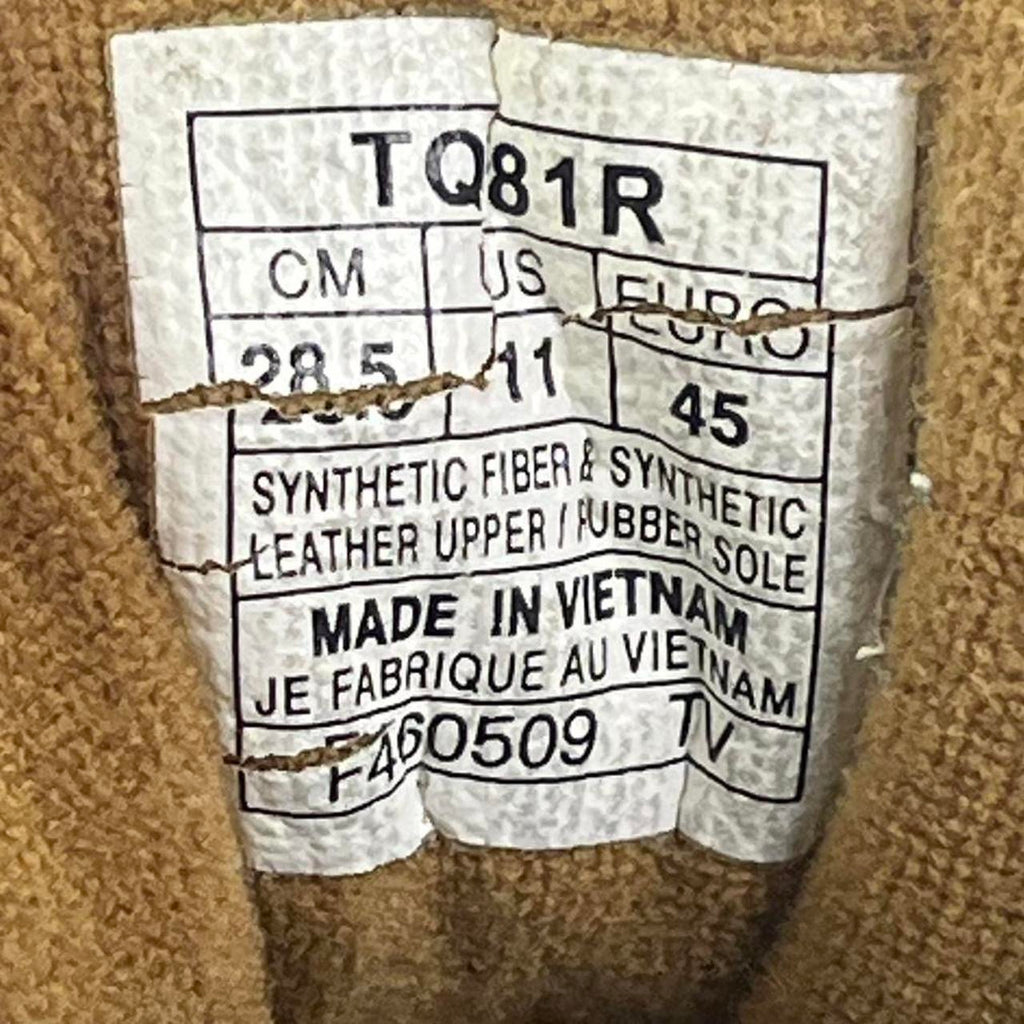 TQ81R
CM US EURO
28.5 11 45
SYNTHETIC FIBER & SYNTHETIC
LEATHER UPPER / RUBBER SOLE
MADE IN VIETNAM
JE FABRIQUE AU VIETNAM
F460509 TV